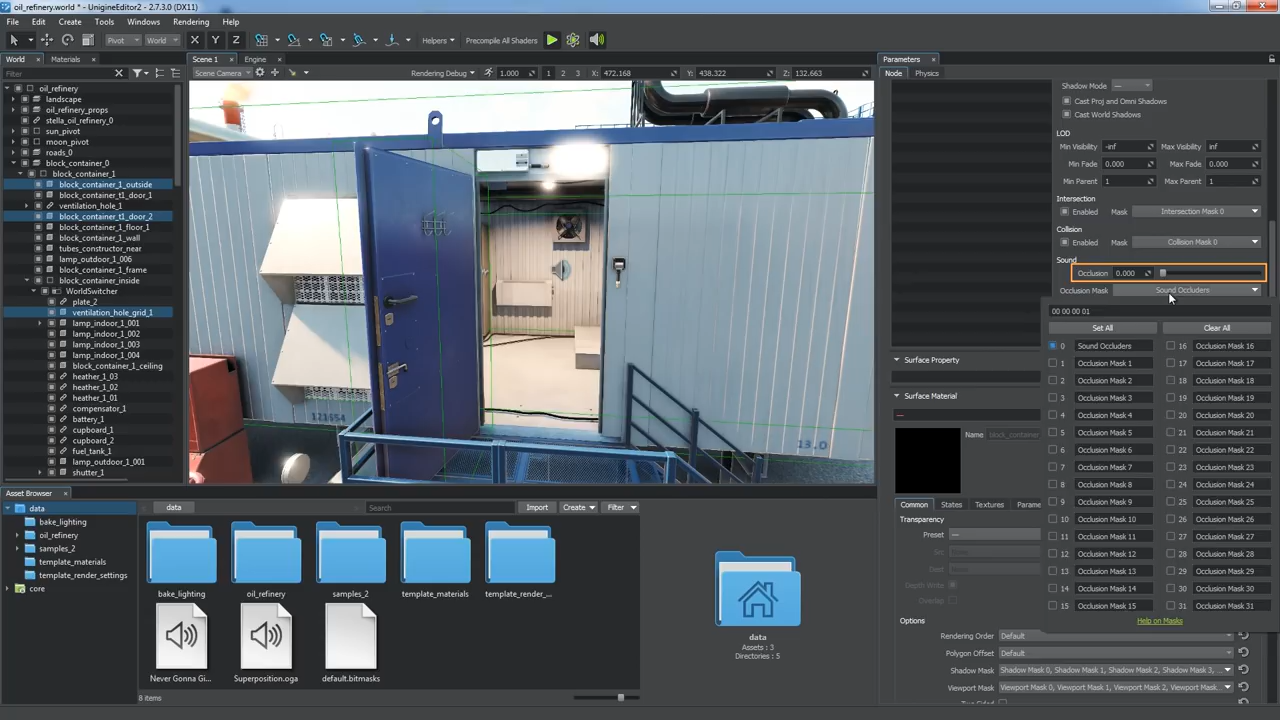 oil_refinery.world * - UnigineEditor2 - 2.7.3.0 (DX11)
File Edit Create Tools Windows Rendering Help
Pivot World X Y Z Helpers Precompile All Shaders
World Materials
Filter
oil_refinery
landscape
oil_refinery_props
stella_oil_refinery_0
sun_pivot
moon_pivot
roads_0
block_container_0
block_container_1
block_container_1_outside
block_container_t1_door_1
ventilation_hole_1
block_container_t1_door_2
block_container_1_floor_1
block_container_1_wall
tubes_constructor_near
lamp_outdoor_1_006
block_container_1_frame
block_container_inside
WorldSwitcher
plate_2
ventilation_hole_grid_1
lamp_indoor_1_001
lamp_indoor_1_002
lamp_indoor_1_003
lamp_indoor_1_004
block_container_1_ceiling
heather_1_03
heather_1_02
heather_1_01
compensator_1
battery_1
cupboard_1
cupboard_2
fuel_tank_1
lamp_outdoor_1_001
shutter_1
Scene 1 Engine
Scene Camera Rendering Debug 1.000 1 2 3 X: 472.168 Y: 438.322 Z: 132.663
121654
13.0
Parameters
Node Physics
Shadow Mode —
Cast Proj and Omni Shadows
Cast World Shadows
LOD
Min Visibility -inf Max Visibility inf
Min Fade 0.000 Max Fade 0.000
Min Parent 1 Max Parent 1
Intersection
Enabled Mask Intersection Mask 0
Collision
Enabled Mask Collision Mask 0
Sound
Occlusion 0.000
Occlusion Mask Sound Occluders
00 00 00 01
Set All Clear All
0 Sound Occluders 16 Occlusion Mask 16
1 Occlusion Mask 1 17 Occlusion Mask 17
2 Occlusion Mask 2 18 Occlusion Mask 18
3 Occlusion Mask 3 19 Occlusion Mask 19
4 Occlusion Mask 4 20 Occlusion Mask 20
5 Occlusion Mask 5 21 Occlusion Mask 21
6 Occlusion Mask 6 22 Occlusion Mask 22
7 Occlusion Mask 7 23 Occlusion Mask 23
8 Occlusion Mask 8 24 Occlusion Mask 24
9 Occlusion Mask 9 25 Occlusion Mask 25
10 Occlusion Mask 10 26 Occlusion Mask 26
11 Occlusion Mask 11 27 Occlusion Mask 27
12 Occlusion Mask 12 28 Occlusion Mask 28
13 Occlusion Mask 13 29 Occlusion Mask 29
14 Occlusion Mask 14 30 Occlusion Mask 30
15 Occlusion Mask 15 31 Occlusion Mask 31
Help on Masks
Surface Property
Surface Material
—
Name block_container
Common States Textures Parame
Transparency
Preset —
Src
Dest
Depth Write
Overlap
Options
Rendering Order Default
Polygon Offset Default
Shadow Mask Shadow Mask 0, Shadow Mask 1, Shadow Mask 2, Shadow Mask 3, ...
Viewport Mask Viewport Mask 0, Viewport Mask 1, Viewport Mask 2, Viewport Mask...
Asset Browser
data
bake_lighting
oil_refinery
samples_2
template_materials
template_render_settings
core
data Search Import Create Filter
bake_lighting oil_refinery samples_2 template_materials template_render_...
Never Gonna Gi... Superposition.oga default.bitmasks
8 items
data
Assets : 3
Directories : 5